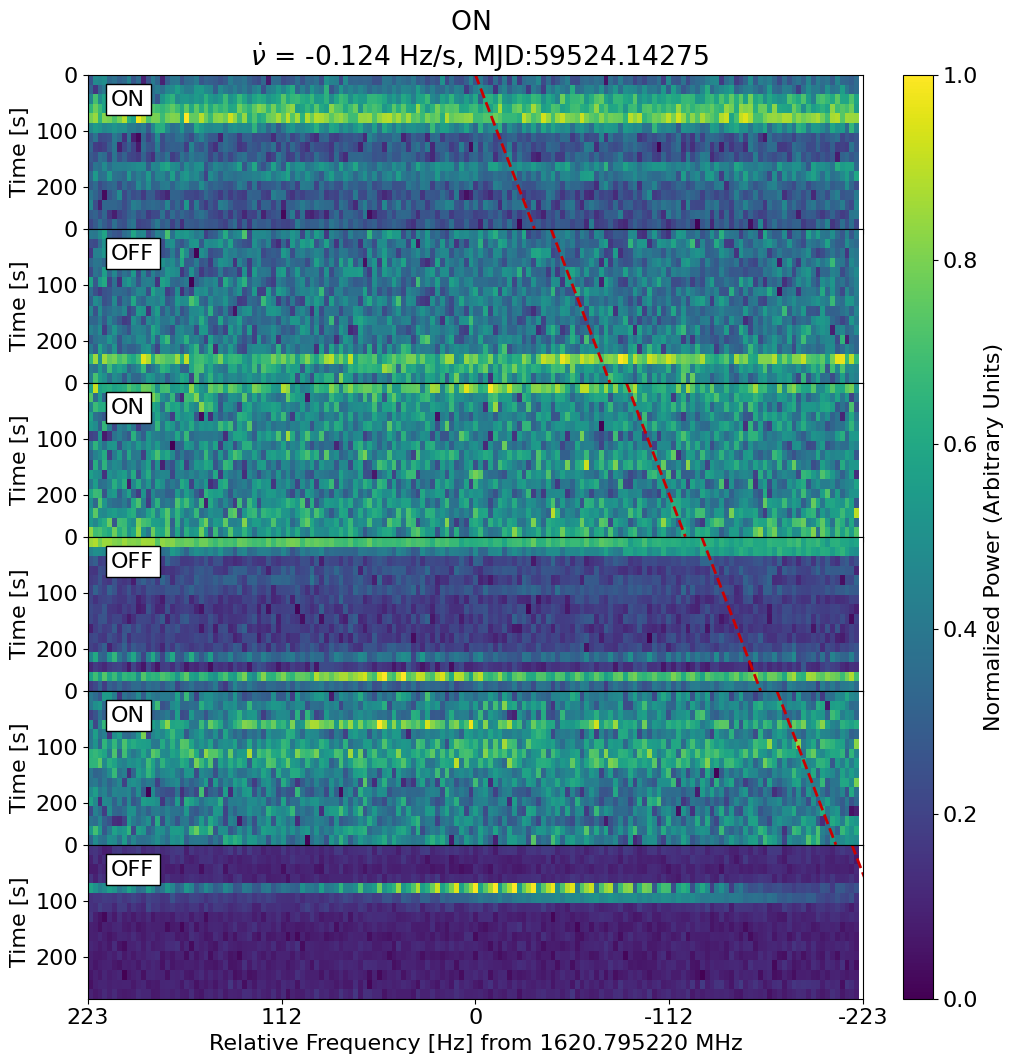 ON
ν̇ = -0.124 Hz/s, MJD:59524.14275
0
ON
100
200
Time [s]
0
OFF
100
200
Time [s]
0
ON
100
200
Time [s]
0
OFF
100
200
Time [s]
0
ON
100
200
Time [s]
0
OFF
100
200
Time [s]
223 112 0 -112 -223
Relative Frequency [Hz] from 1620.795220 MHz
1.0
0.8
0.6
0.4
0.2
0.0
Normalized Power (Arbitrary Units)